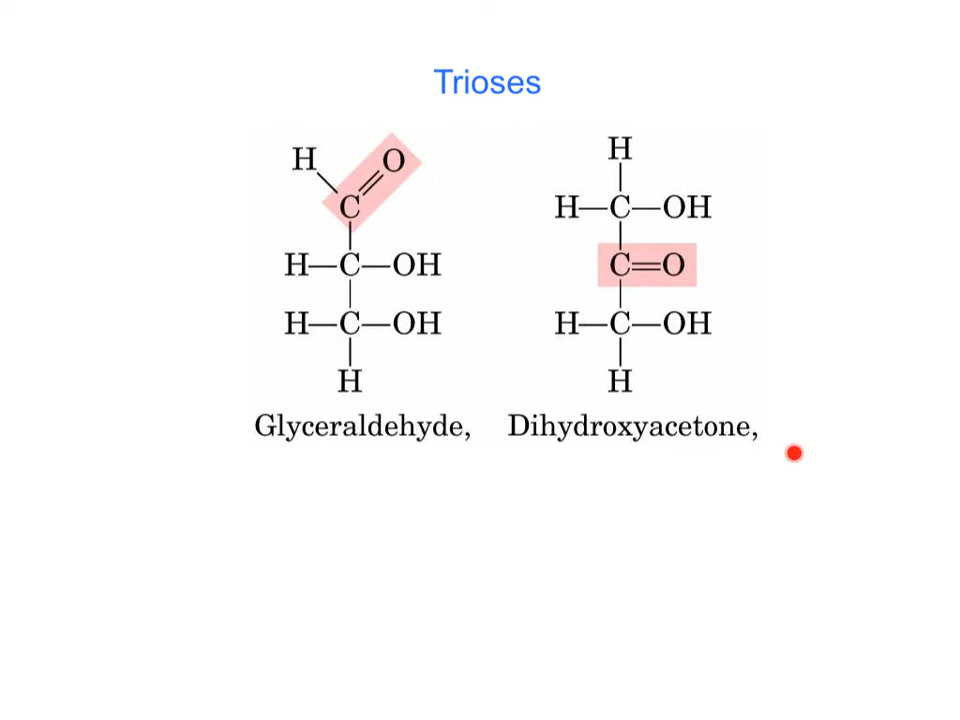 Trioses
H O
C
H—C—OH
H—C—OH
H
Glyceraldehyde,
H
H—C—OH
C=O
H—C—OH
H
Dihydroxyacetone,